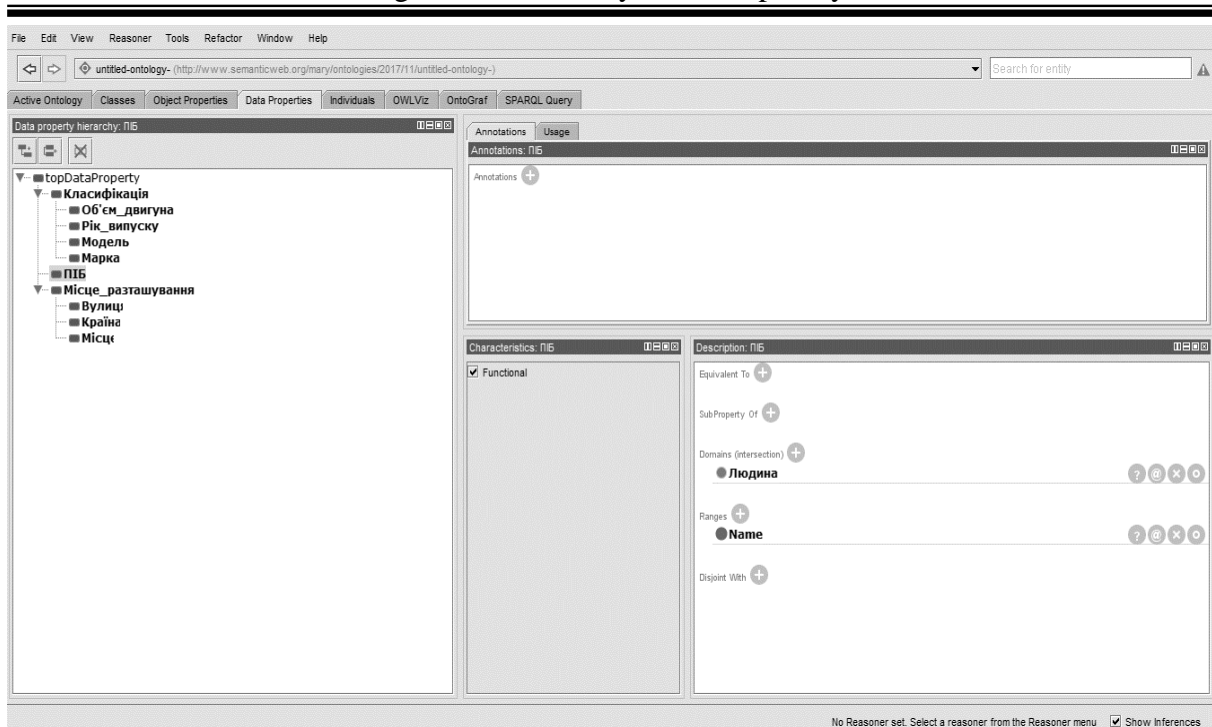 File Edit View Reasoner Tools Refactor Window Help
untitled-ontology- (http://www.semanticweb.org/mary/ontologies/2017/11/untitled-ontology-)
Search for entity
Active Ontology Classes Object Properties Data Properties Individuals OWLViz OntoGraf SPARQL Query
Data property hierarchy: ПІБ
topDataProperty
Класифікація
Об'єм_двигуна
Рік_випуску
Модель
Марка
ПІБ
Місце_разташування
Країна
Annotations Usage
Annotations: ПІБ
Annotations
Characteristics: ПІБ
Functional
Description: ПІБ
Equivalent To
SubProperty Of
Domains (intersection)
Людина
Ranges
Name
Disjoint With
No Reasoner set. Select a reasoner from the Reasoner menu Show Inferences